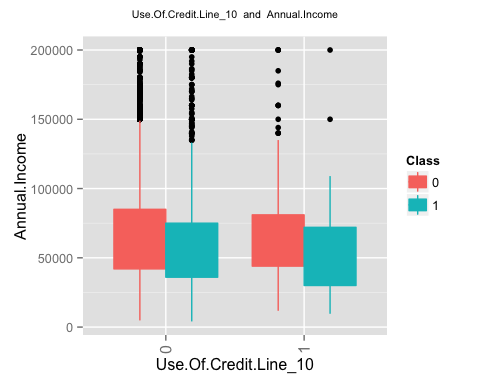 Use.Of.Credit.Line_10 and Annual.Income
200000
150000
100000
50000
0
Annual.Income
0
1
Use.Of.Credit.Line_10
Class
0
1